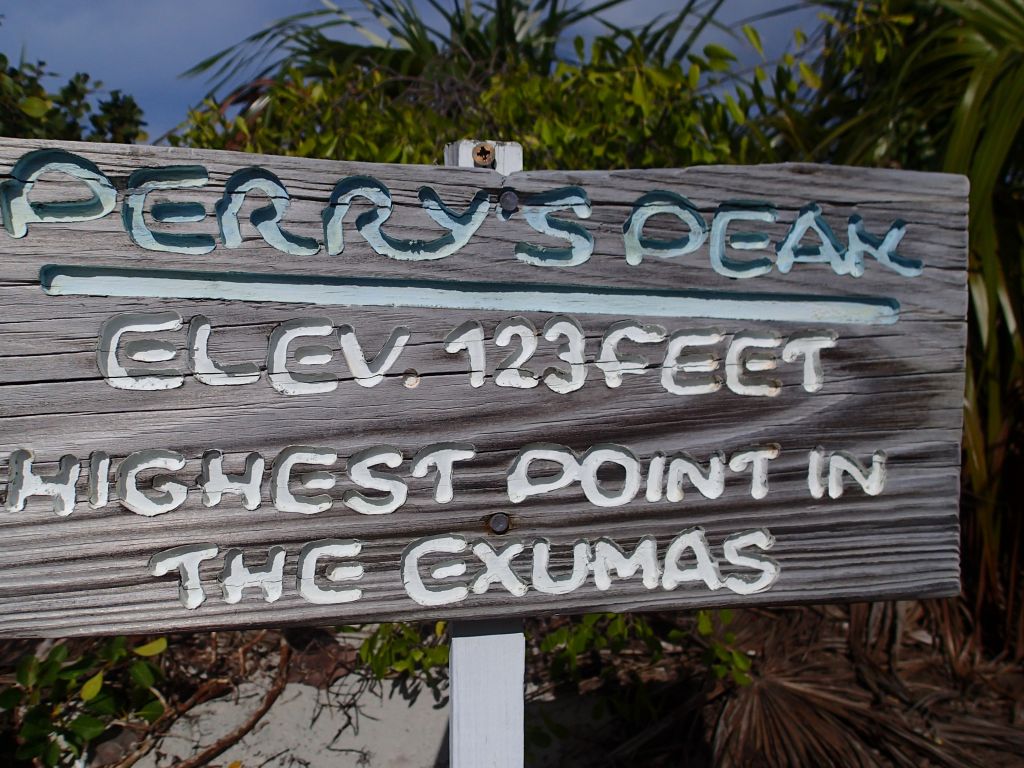 PERRY'S PEAK
ELEV. 123 FEET
HIGHEST POINT IN
THE EXUMAS